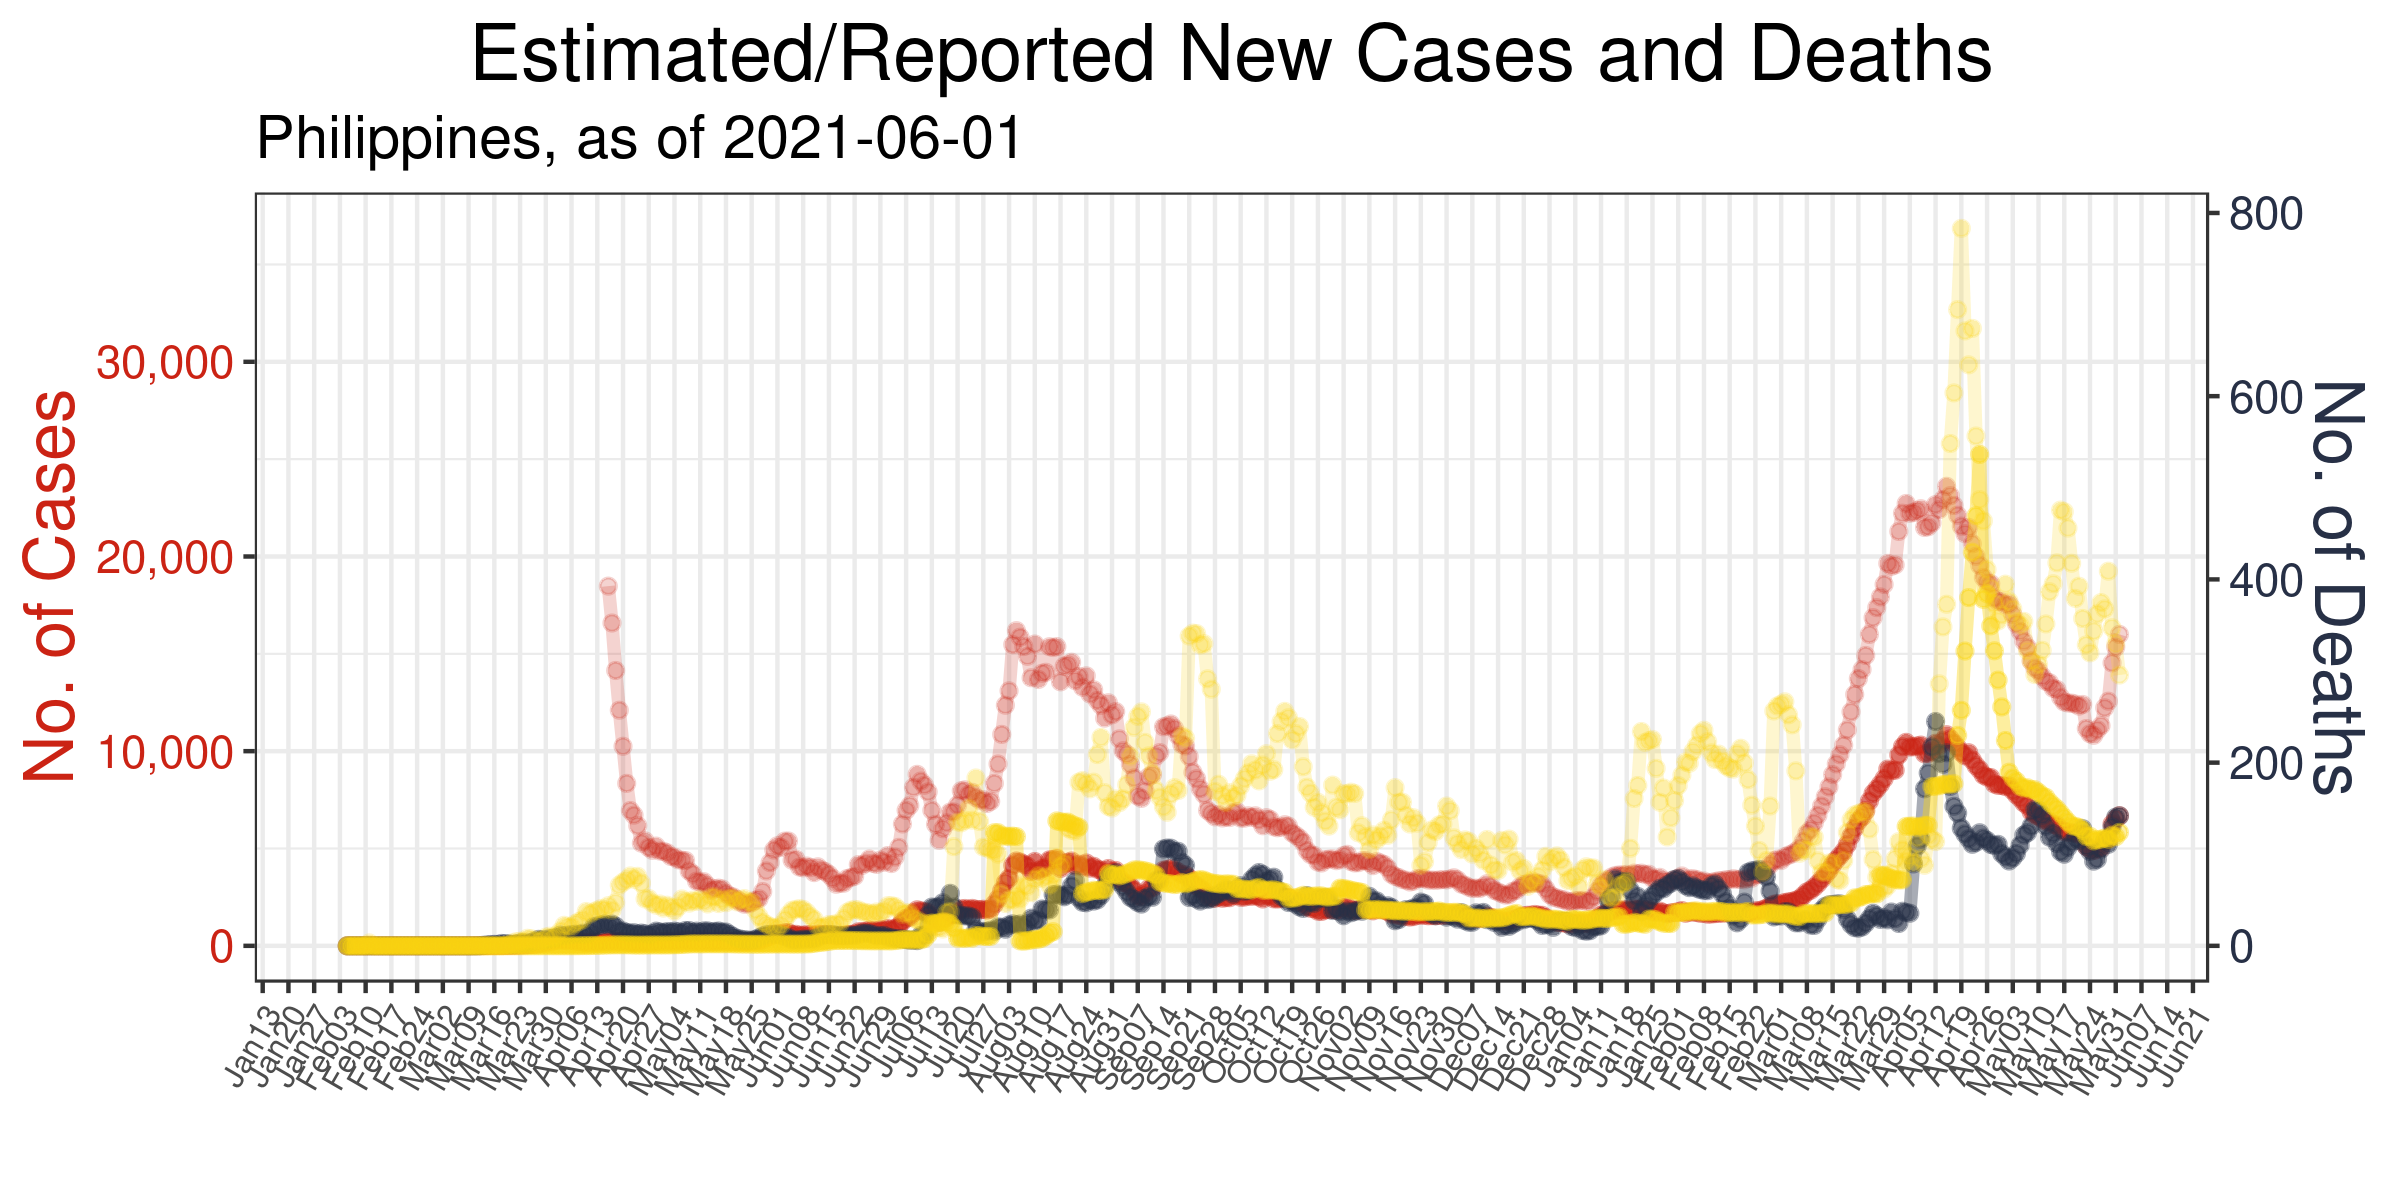 Estimated/Reported New Cases and Deaths
Philippines, as of 2021-06-01
No. of Cases
30,000
20,000
10,000
0
800
600
400
200
0
No. of Deaths
Jan13
Jan20
Jan27
Feb03
Feb10
Feb17
Feb24
Mar02
Mar09
Mar16
Mar23
Mar30
Apr06
Apr13
Apr20
Apr27
May04
May11
May18
May25
Jun01
Jun08
Jun15
Jun22
Jun29
Jul06
Jul13
Jul20
Jul27
Aug03
Aug10
Aug17
Aug24
Aug31
Sep07
Sep14
Sep21
Sep28
Oct05
Oct12
Oct19
Oct26
Nov02
Nov09
Nov16
Nov23
Nov30
Dec07
Dec14
Dec21
Dec28
Jan04
Jan11
Jan18
Jan25
Feb01
Feb08
Feb15
Feb22
Mar01
Mar08
Mar15
Mar22
Mar29
Apr05
Apr12
Apr19
Apr26
May03
May10
May17
May24
May31
Jun07
Jun14
Jun21